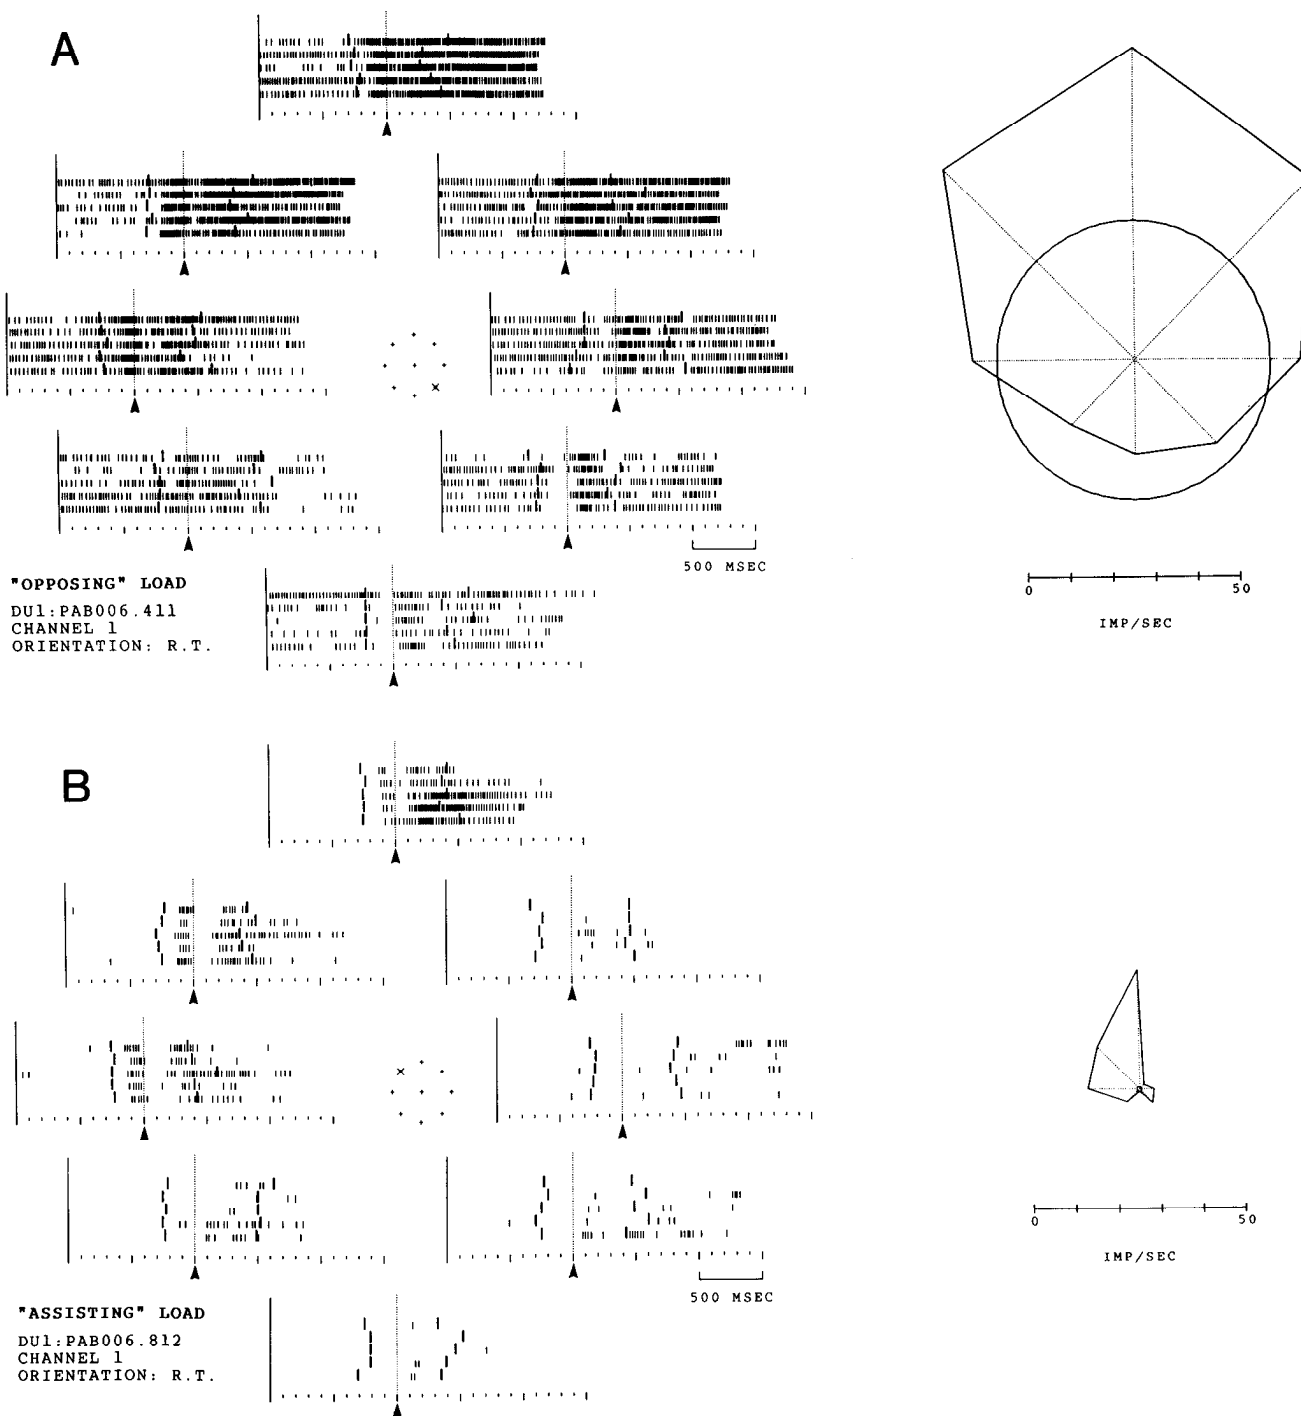 A
500 MSEC
"OPPOSING" LOAD
DU1:PAB006.411
CHANNEL 1
ORIENTATION: R.T.
0 50
IMP/SEC
B
500 MSEC
"ASSISTING" LOAD
DU1:PAB006.812
CHANNEL 1
ORIENTATION: R.T.
0 50
IMP/SEC